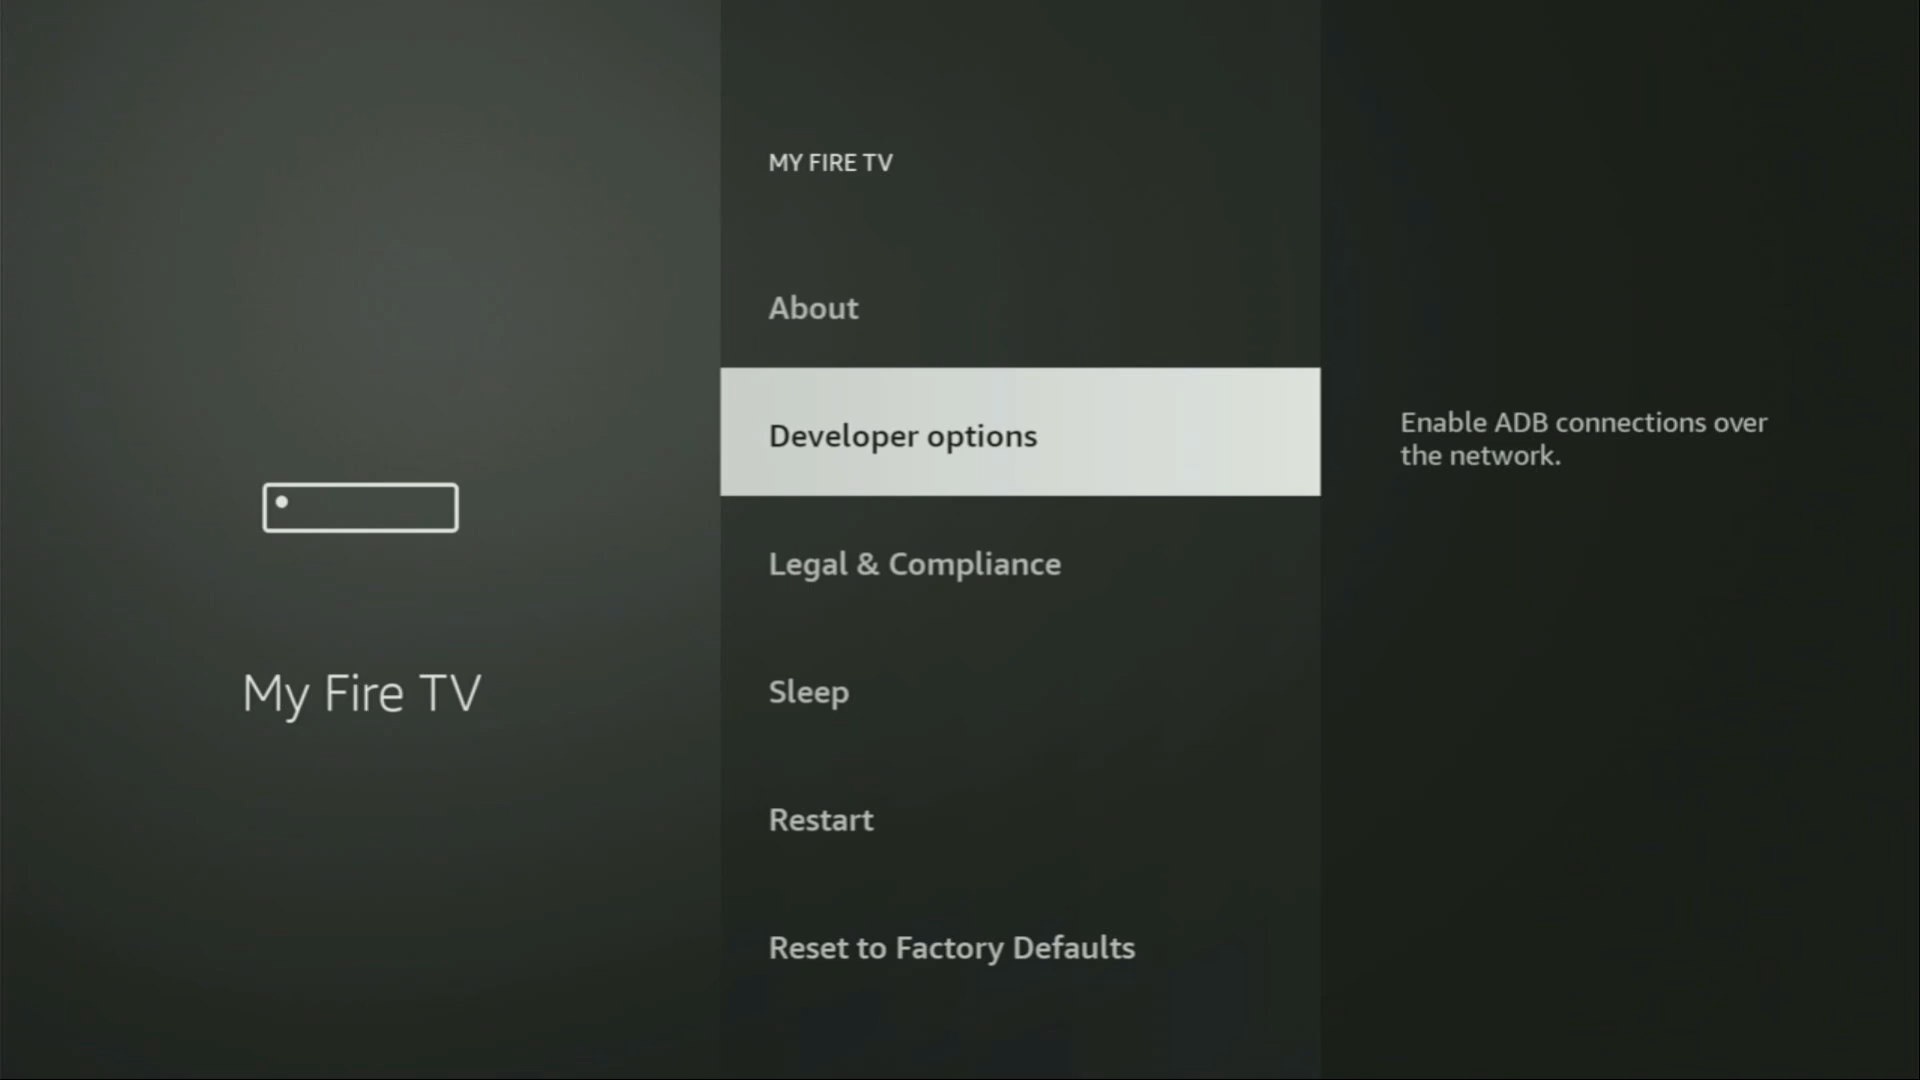 MY FIRE TV
About
Developer options
Enable ADB connections over
the network.
Legal & Compliance
Sleep
My Fire TV
Restart
Reset to Factory Defaults